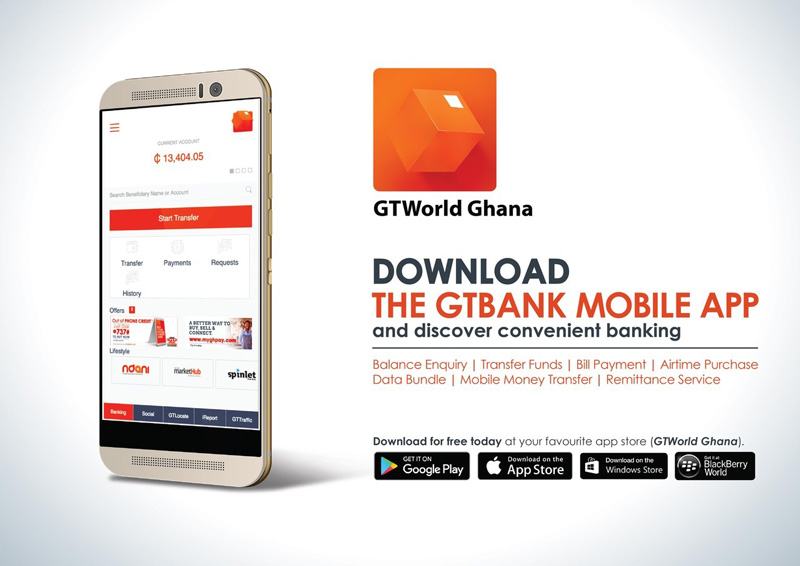 CURRENT ACCOUNT
₵ 13,404.05
Search Beneficiary Name or Account
Start Transfer
Transfer
Payments
Requests
History
Offers
Out of PHONE CREDIT?
*737#
A BETTER WAY TO
BUY, SELL &
CONNECT.
www.myghpay.com
Lifestyle
ndani
marketHub
spinlet
Banking
Social
GTLocate
iReport
GTTraffic
GTWorld Ghana
DOWNLOAD
THE GTBANK MOBILE APP
and discover convenient banking
Balance Enquiry | Transfer Funds | Bill Payment | Airtime Purchase
Data Bundle | Mobile Money Transfer | Remittance Service
Download for free today at your favourite app store (GTWorld Ghana).
GET IT ON
Google Play
Download on the
App Store
Download on the
Windows Store
Get it at
BlackBerry
World